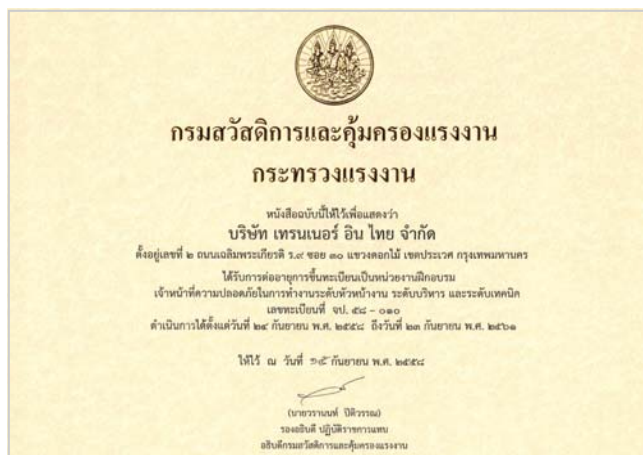 กรมสวัสดิการและคุ้มครองแรงงาน
กระทรวงแรงงาน
หนังสือฉบับนี้ให้ไว้เพื่อแสดงว่า
บริษัท เทรนเนอร์ อิน ไทย จำกัด
ตั้งอยู่เลขที่ ๒ ถนนเฉลิมพระเกียรติ ร.๙ ซอย ๓๐ แขวงดอกไม้ เขตประเวศ กรุงเทพมหานคร
ได้รับการต่ออายุการขึ้นทะเบียนเป็นหน่วยงานฝึกอบรม
เจ้าหน้าที่ความปลอดภัยในการทำงานระดับหัวหน้างาน ระดับบริหาร และระดับเทคนิค
เลขทะเบียนที่ จป. ๕๘ - ๐๑๐
ดำเนินการได้ตั้งแต่วันที่ ๒๔ กันยายน พ.ศ. ๒๕๕๘ ถึงวันที่ ๒๓ กันยายน พ.ศ. ๒๕๖๑
ให้ไว้ ณ วันที่ ๑๕ กันยายน พ.ศ. ๒๕๕๘
(นายวรานนท์ ปีติวรรณ)
รองอธิบดี ปฏิบัติราชการแทน
อธิบดีกรมสวัสดิการและคุ้มครองแรงงาน